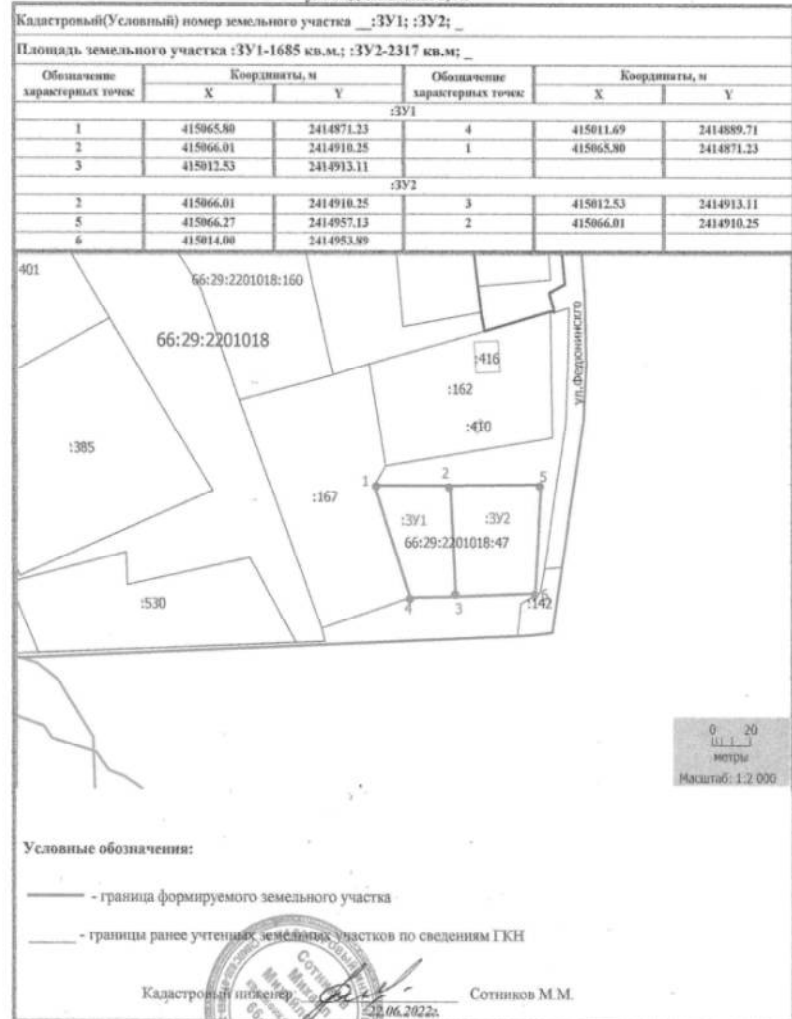 Кадастровый(Условный) номер земельного участка __:ЗУ1; :ЗУ2; _
Площадь земельного участка :ЗУ1-1685 кв.м.; :ЗУ2-2317 кв.м; _
Обозначение характерных точек Координаты, м Обозначение характерных точек Координаты, м
X Y X Y
:ЗУ1
1 415065.80 2414871.23 4 415011.69 2414889.71
2 415066.01 2414910.25 1 415065.80 2414871.23
3 415012.53 2414913.11
:ЗУ2
2 415066.01 2414910.25 3 415012.53 2414913.11
5 415066.27 2414957.13 2 415066.01 2414910.25
6 415014.00 2414953.89
401
66:29:2201018:160
66:29:2201018
ул.Федюнинскго
:416
:162
:410
:385
:167
1 2 5
:ЗУ1 :ЗУ2
66:29:2201018:47
:530
4 3 6
:142
0 20
метры
Масштаб: 1:2 000
Условные обозначения:
- граница формируемого земельного участка
- границы ранее учтенных земельных участков по сведениям ГКН
Сотников
Михаил
Кадастровый инженер Сотников М.М.
22.06.2022г.